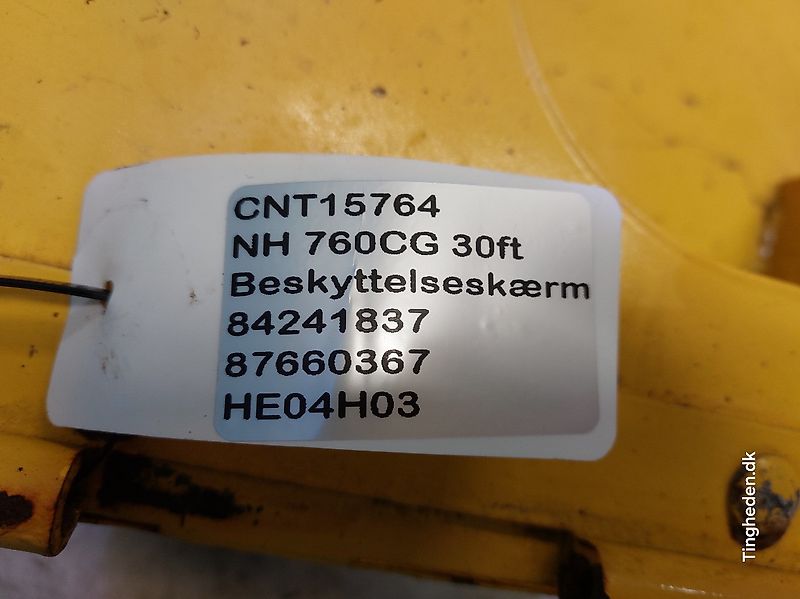 CNT15764
NH 760CG 30ft
Beskyttelseskærm
84241837
87660367
HE04H03
Tingheden.dk